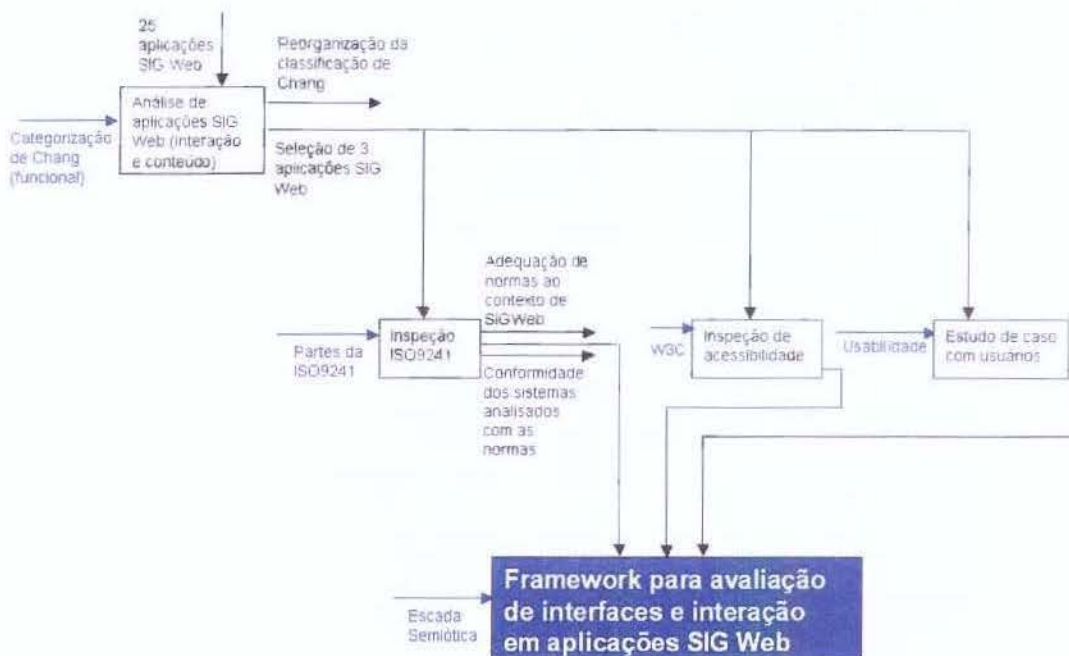 25
aplicações
SIG Web
Reorganização da
classificação de
Chang
Análise de
aplicações SIG
Web (interação
e conteúdo)
Categorização
de Chang
(funcional)
Seleção de 3
aplicações SIG
Web
Adequação de
normas ao
contexto de
SIGWeb
Inspeção
ISO9241
Partes da
ISO9241
Conformidade
dos sistemas
analisados
com as
normas
W3C
Inspeção de
acessibilidade
Usabilidade
Estudo de caso
com usuários
Framework para avaliação
de interfaces e interação
em aplicações SIG Web
Escada
Semiótica